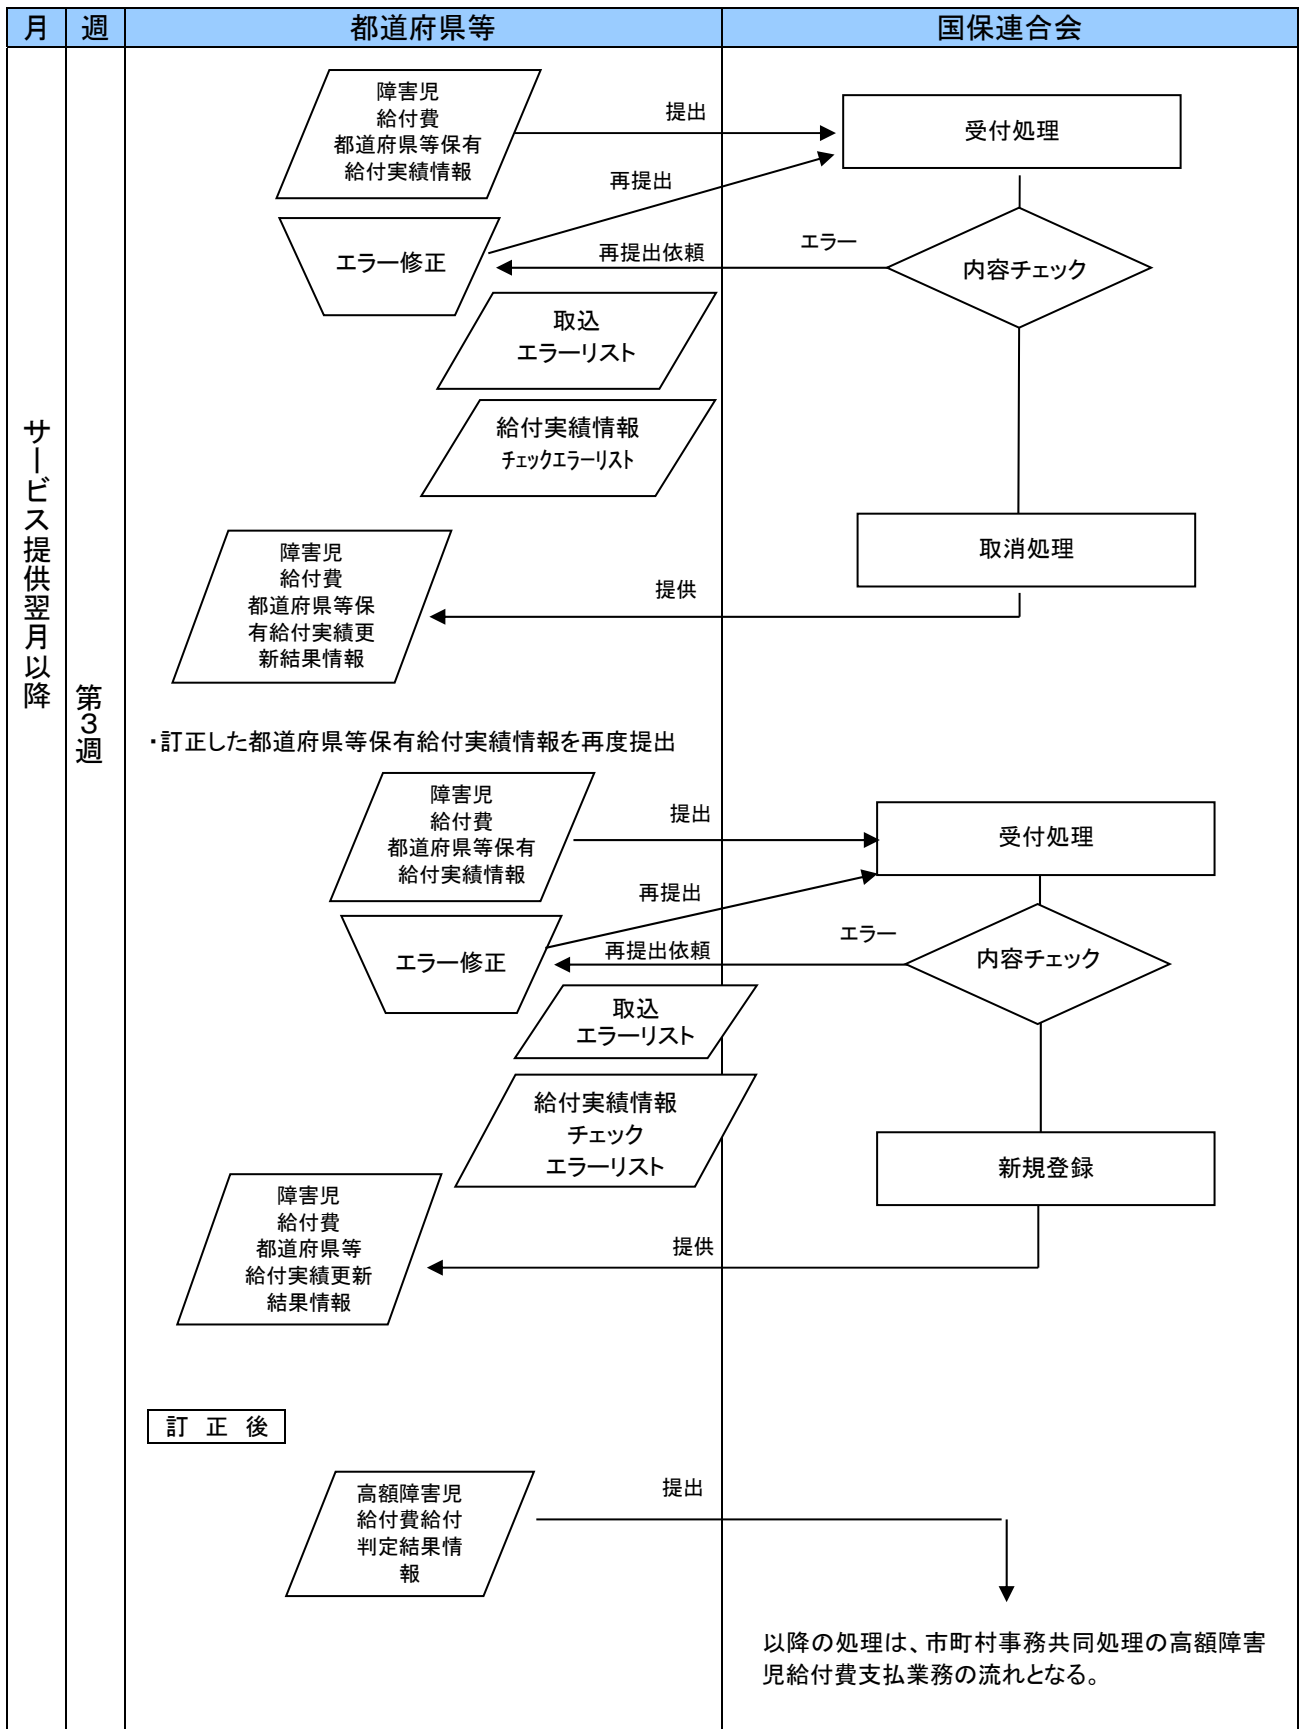 月 週 都道府県等 国保連合会
障害児
給付費
都道府県等保有
給付実績情報
提出
受付処理
再提出
エラー修正
再提出依頼
エラー
内容チェック
取込
エラーリスト
給付実績情報
チェックエラーリスト
取消処理
障害児
給付費
都道府県等保
有給付実績更
新結果情報
提供
サービス提供翌月以降
第3週
・訂正した都道府県等保有給付実績情報を再度提出
障害児
給付費
都道府県等保有
給付実績情報
提出
受付処理
再提出
エラー修正
再提出依頼
エラー
内容チェック
取込
エラーリスト
給付実績情報
チェック
エラーリスト
新規登録
障害児
給付費
都道府県等
給付実績更新
結果情報
提供
訂 正 後
高額障害児
給付費給付
判定結果情
報
提出
以降の処理は、市町村事務共同処理の高額障害
児給付費支払業務の流れとなる。